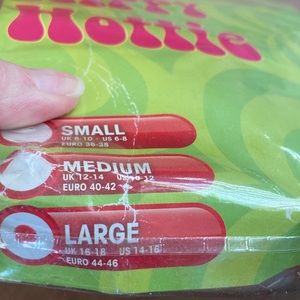 Hottie
SMALL
UK 8-10 · US 6-8
EURO 36-38
MEDIUM
UK 12-14 US 10-12
EURO 40-42
LARGE
UK 16-18 US 14-16
EURO 44-46